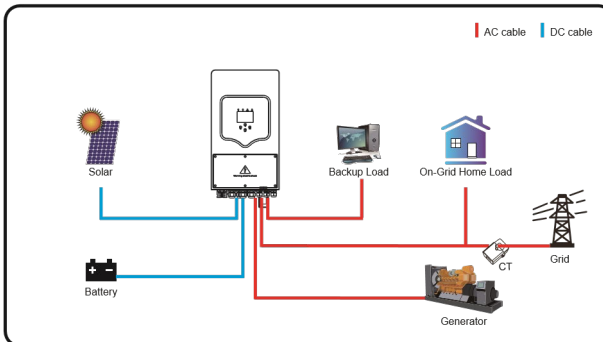 AC cable
DC cable
Solar
Backup Load
On-Grid Home Load
Battery
CT
Grid
Generator